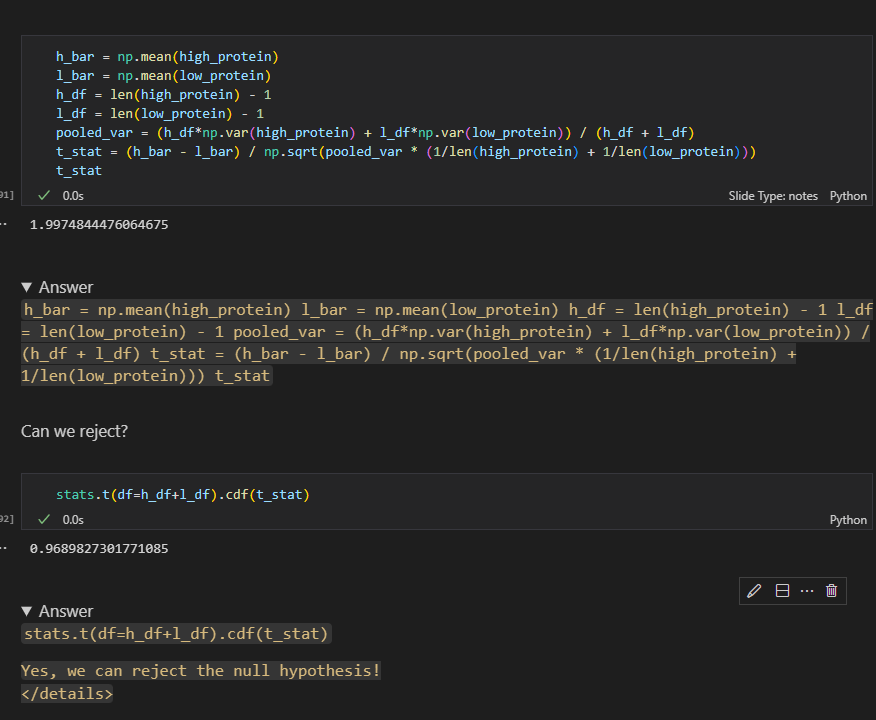 h_bar = np.mean(high_protein)
l_bar = np.mean(low_protein)
h_df = len(high_protein) - 1
l_df = len(low_protein) - 1
pooled_var = (h_df*np.var(high_protein) + l_df*np.var(low_protein)) / (h_df + l_df)
t_stat = (h_bar - l_bar) / np.sqrt(pooled_var * (1/len(high_protein) + 1/len(low_protein)))
t_stat
91]
0.0s
Slide Type: notes Python
1.9974844476064675
Answer
h_bar = np.mean(high_protein) l_bar = np.mean(low_protein) h_df = len(high_protein) - 1 l_df
= len(low_protein) - 1 pooled_var = (h_df*np.var(high_protein) + l_df*np.var(low_protein)) /
(h_df + l_df) t_stat = (h_bar - l_bar) / np.sqrt(pooled_var * (1/len(high_protein) +
1/len(low_protein))) t_stat
Can we reject?
stats.t(df=h_df+l_df).cdf(t_stat)
92]
0.0s
Python
0.9689827301771085
Answer
stats.t(df=h_df+l_df).cdf(t_stat)
Yes, we can reject the null hypothesis!
</details>